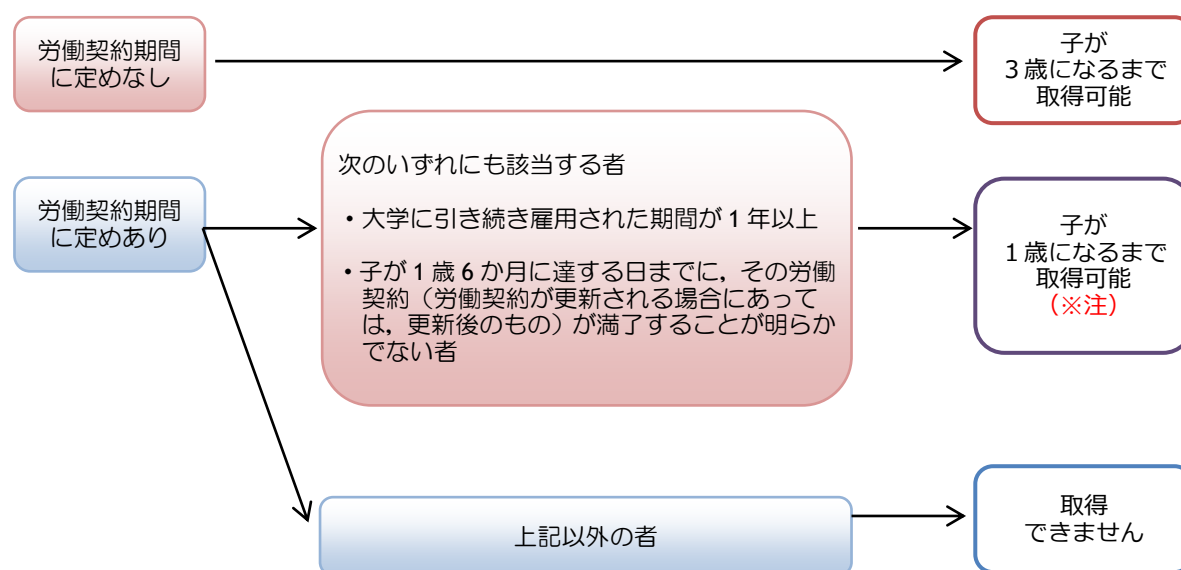 労働契約期間
に定めなし
子が
３歳になるまで
取得可能
次のいずれにも該当する者
・大学に引き続き雇用された期間が１年以上
・子が１歳６か月に達する日までに，その労働
契約（労働契約が更新される場合にあって
は，更新後のもの）が満了することが明らか
でない者
労働契約期間
に定めあり
子が
１歳になるまで
取得可能
（※注）
上記以外の者
取得
できません